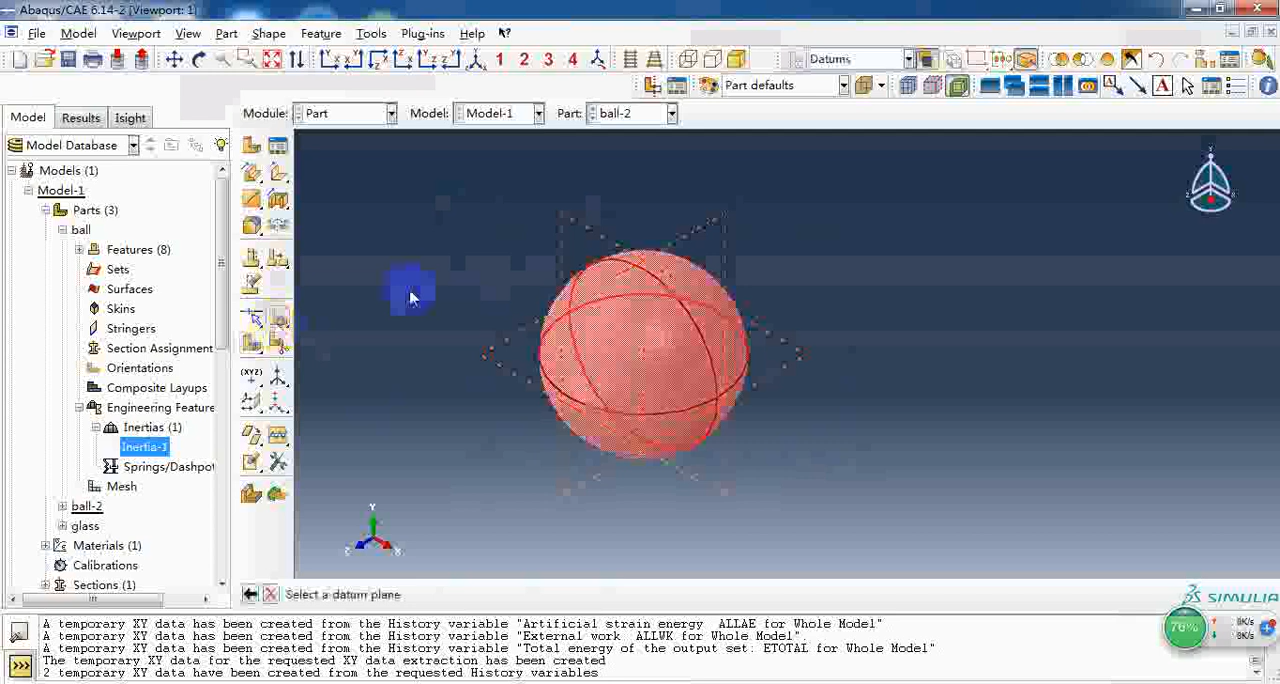 Abaqus/CAE 6.14-2 [Viewport: 1]
File Model Viewport View Part Shape Feature Tools Plug-ins Help
1 2 3 4 Datums
Part defaults A
Model Results Isight Module: Part Model: Model-1 Part: ball-2
Model Database
Models (1)
Model-1
Parts (3)
ball
Features (8)
Sets
Surfaces
Skins
Stringers
Section Assignment
Orientations
Composite Layups
Engineering Feature
Inertias (1)
Inertia-1
Springs/Dashpot
Mesh
ball-2
glass
Materials (1)
Calibrations
Sections (1)
(XYZ)
Y
Z X
Y
Z X
Select a datum plane
SIMULIA
A temporary XY data has been created from the History variable "Artificial strain energy ALLAE for Whole Model"
A temporary XY data has been created from the History variable "External work ALLWK for Whole Model"
A temporary XY data has been created from the History variable "Total energy of the output set: ETOTAL for Whole Model"
The temporary XY data for the requested XY data extraction has been created
2 temporary XY data have been created from the requested History variables
>>>
76%
0K/S
0K/S